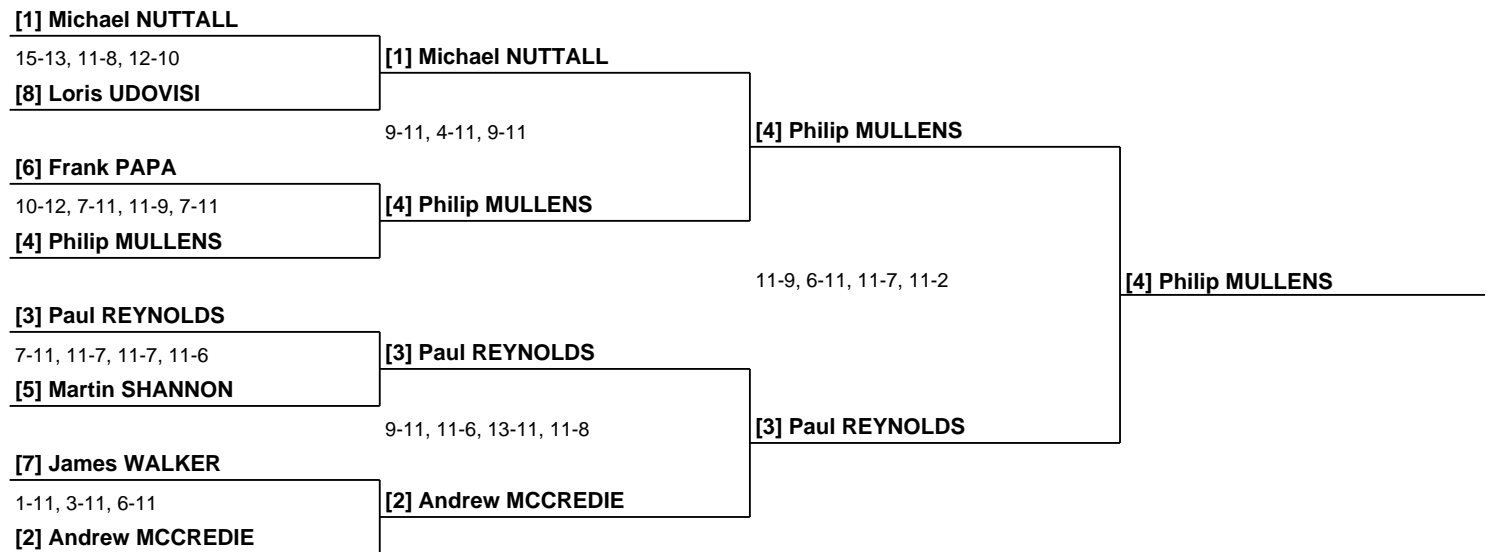 [1] Michael NUTTALL
15-13, 11-8, 12-10
[1] Michael NUTTALL
[8] Loris UDOVISI
9-11, 4-11, 9-11
[4] Philip MULLENS
[6] Frank PAPA
10-12, 7-11, 11-9, 7-11
[4] Philip MULLENS
[4] Philip MULLENS
11-9, 6-11, 11-7, 11-2
[4] Philip MULLENS
[3] Paul REYNOLDS
7-11, 11-7, 11-7, 11-6
[3] Paul REYNOLDS
[5] Martin SHANNON
9-11, 11-6, 13-11, 11-8
[3] Paul REYNOLDS
[7] James WALKER
1-11, 3-11, 6-11
[2] Andrew MCCREDIE
[2] Andrew MCCREDIE